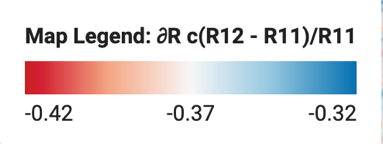 Map Legend: ∂R c(R12 - R11)/R11
-0.42 -0.37 -0.32